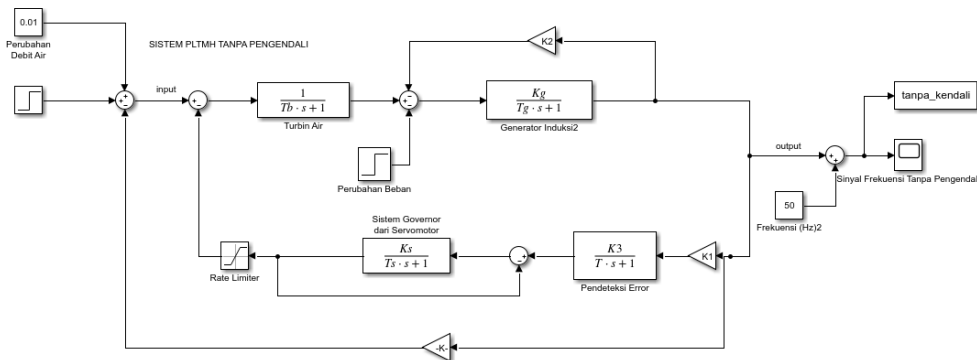 0.01
Perubahan
Debit Air
SISTEM PLTMH TANPA PENGENDALI
K2
input
1
Tb · s + 1
Turbin Air
Kg
Tg · s + 1
Generator Induksi2
tanpa_kendali
output
Sinyal Frekuensi Tanpa Pengendal
Perubahan Beban
50
Frekuensi (Hz)2
Sistem Governor
dari Servomotor
Ks
Ts · s + 1
Rate Limiter
K3
T · s + 1
Pendeteksi Error
K1
-K-